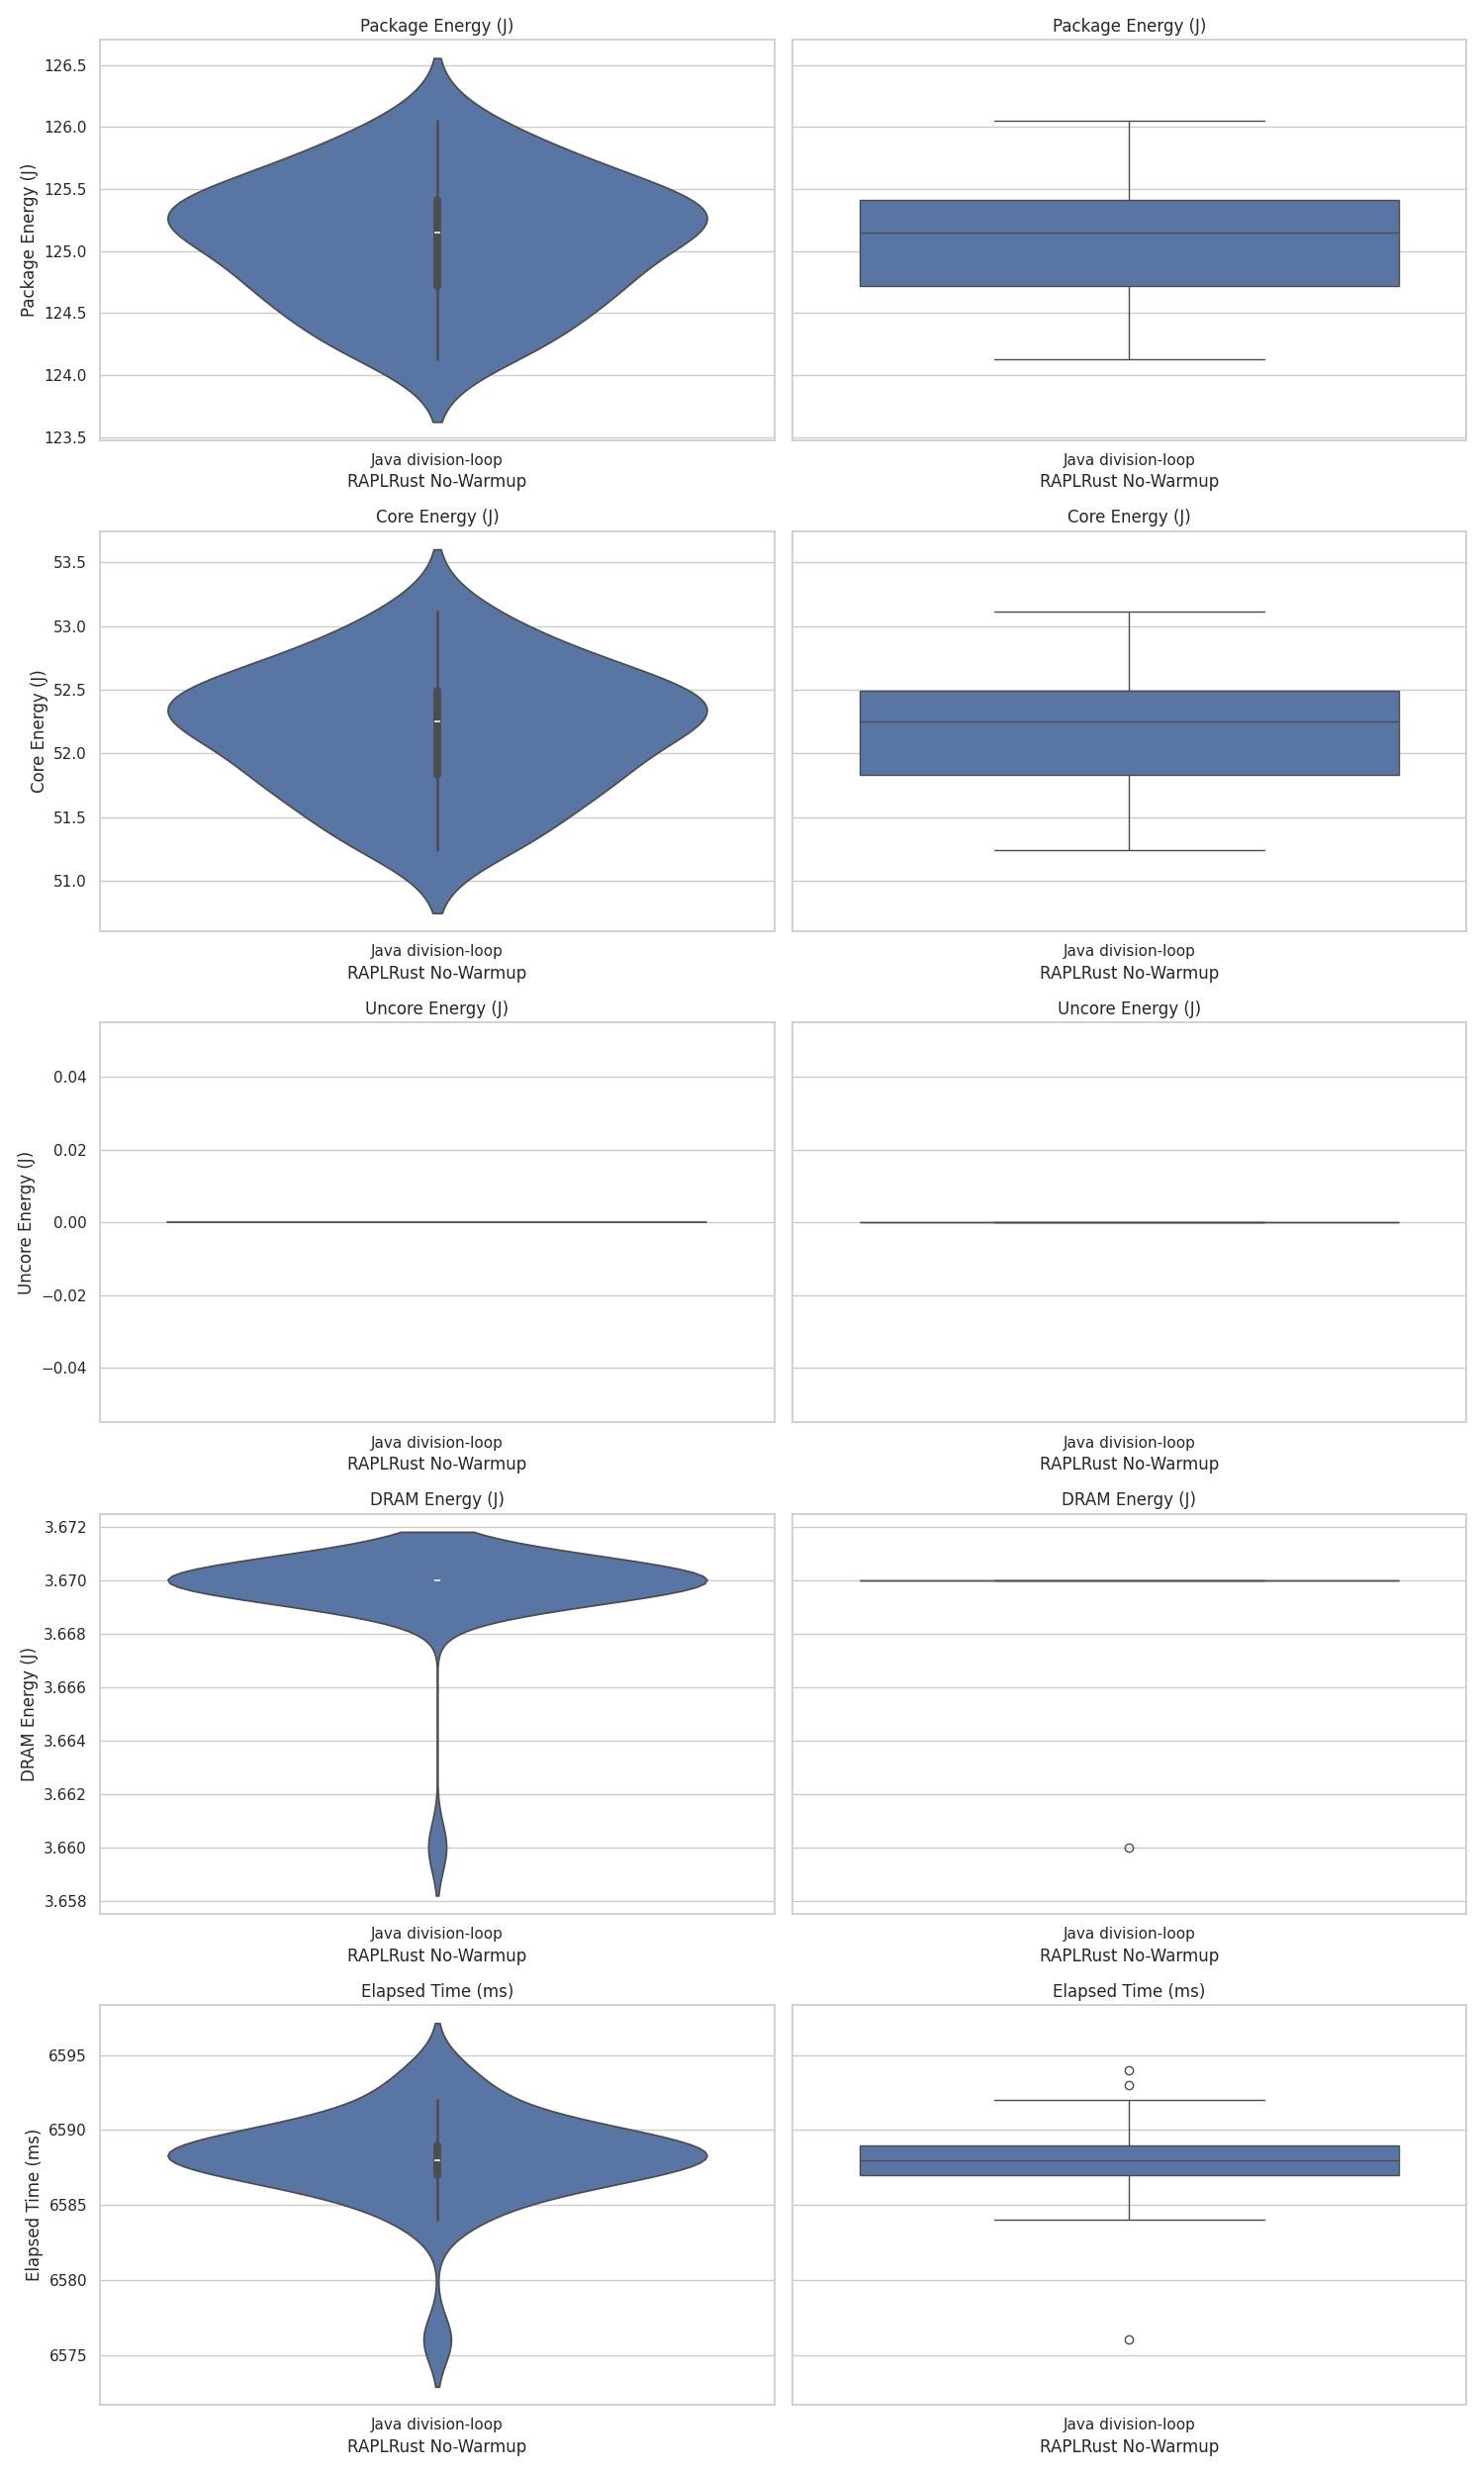 Package Energy (J)
Package Energy (J)
Package Energy (J)
126.5
126.0
125.5
125.0
124.5
124.0
123.5
Java division-loop
RAPLRust No-Warmup
Java division-loop
RAPLRust No-Warmup
Core Energy (J)
Core Energy (J)
Core Energy (J)
53.5
53.0
52.5
52.0
51.5
51.0
Java division-loop
RAPLRust No-Warmup
Java division-loop
RAPLRust No-Warmup
Uncore Energy (J)
Uncore Energy (J)
Uncore Energy (J)
0.04
0.02
0.00
−0.02
−0.04
Java division-loop
RAPLRust No-Warmup
Java division-loop
RAPLRust No-Warmup
DRAM Energy (J)
DRAM Energy (J)
DRAM Energy (J)
3.672
3.670
3.668
3.666
3.664
3.662
3.660
3.658
Java division-loop
RAPLRust No-Warmup
Java division-loop
RAPLRust No-Warmup
Elapsed Time (ms)
Elapsed Time (ms)
Elapsed Time (ms)
6595
6590
6585
6580
6575
Java division-loop
RAPLRust No-Warmup
Java division-loop
RAPLRust No-Warmup